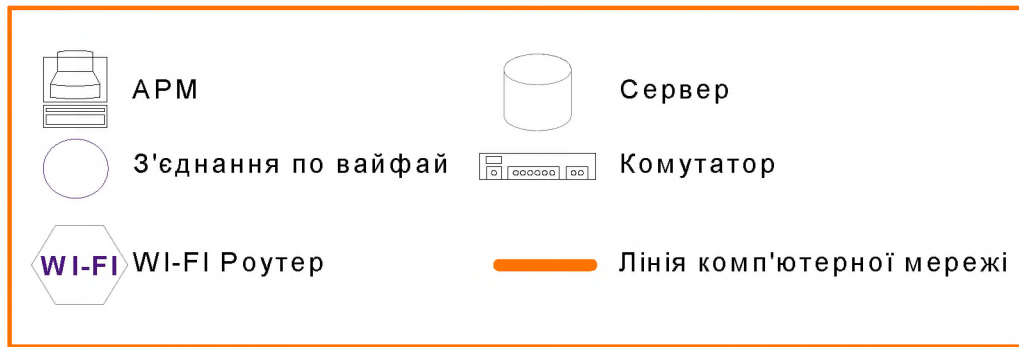 АРМ
Сервер
З'єднання по вайфай
Комутатор
WI-FI
WI-FI Роутер
Лінія комп'ютерної мережі